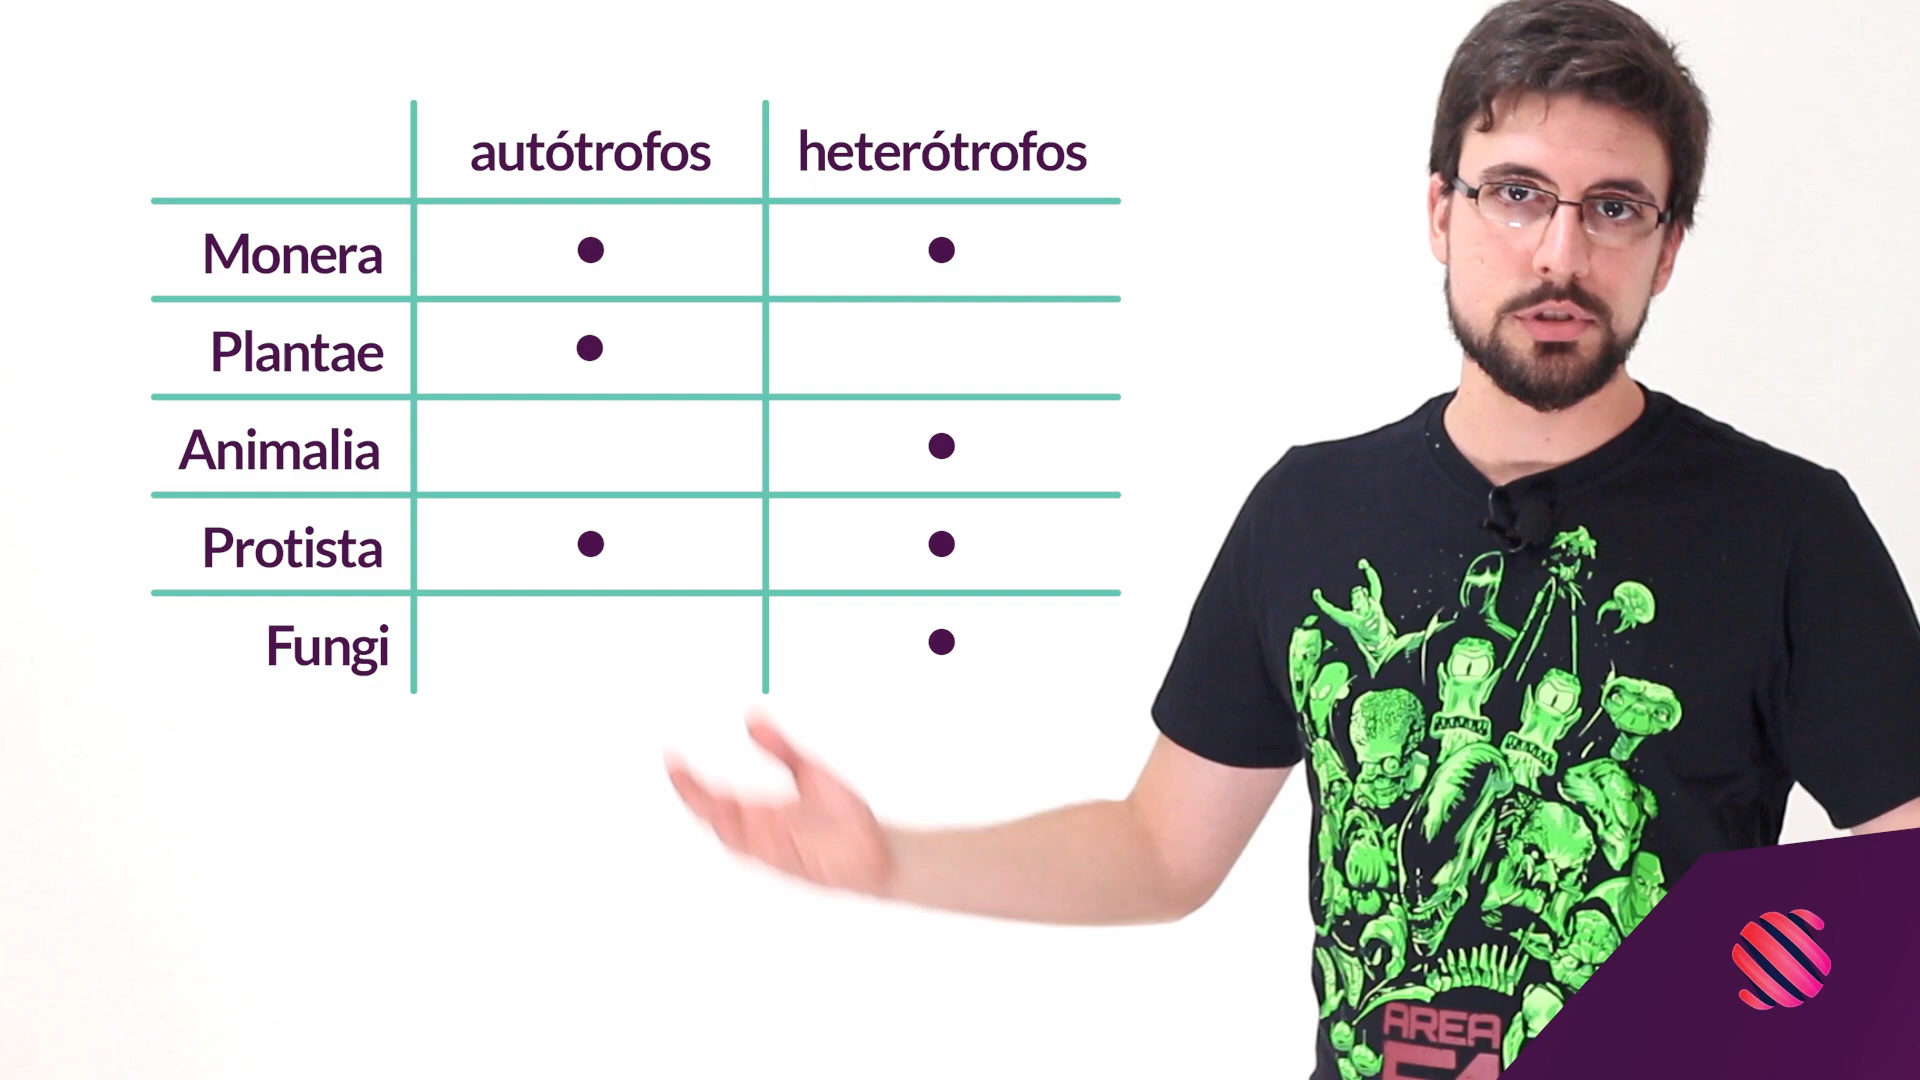 autótrofos heterótrofos
Monera
Plantae
Animalia
Protista
Fungi
AREA